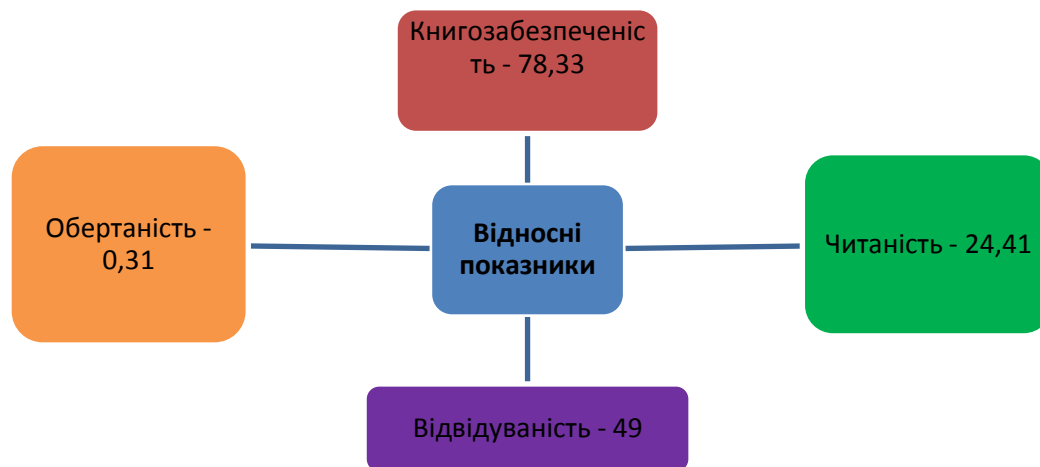 Книгозабезпеченіс
ть - 78,33
Обертаність -
0,31
Відносні
показники
Читаність - 24,41
Відвідуваність - 49